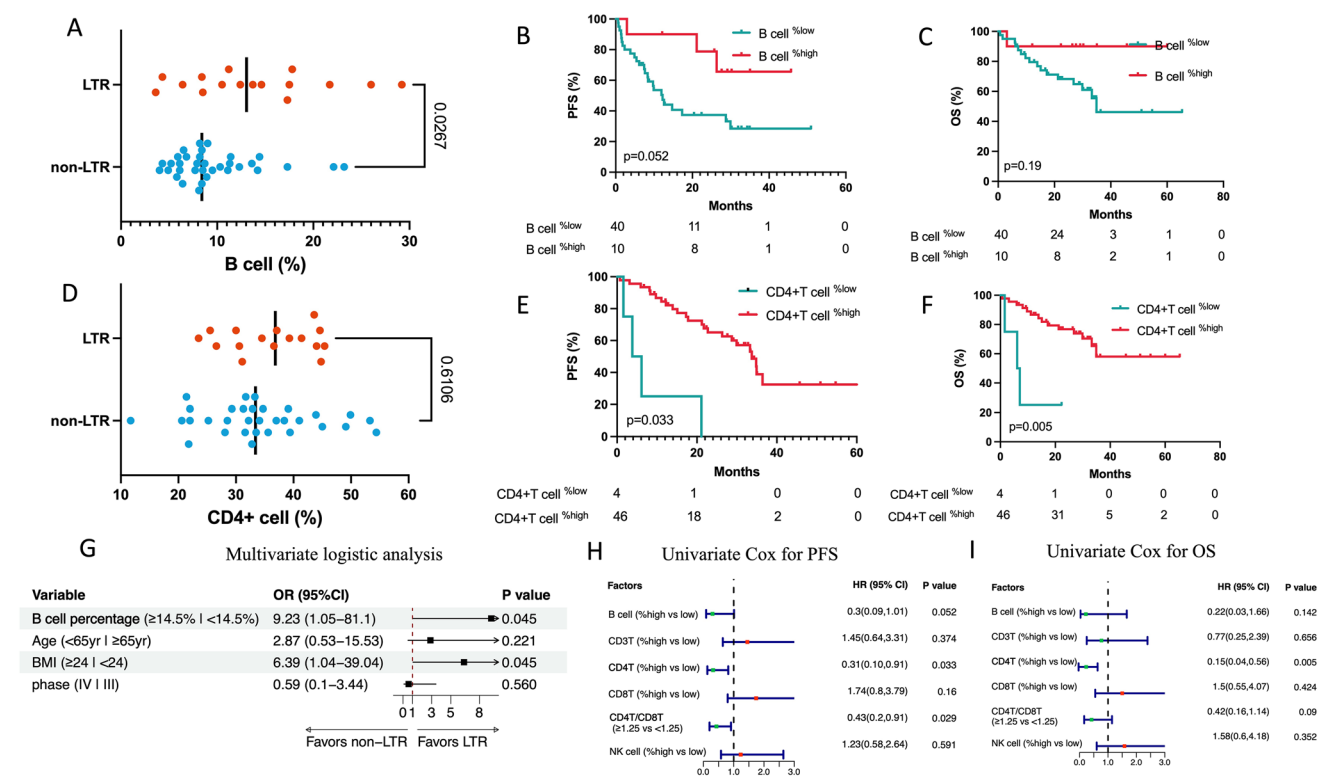 A
LTR
non-LTR
0.0267
0 10 20 30
B cell (%)
B
100
80
60
40
20
0
PFS (%)
B cell %low
B cell %high
p=0.052
0 20 40 60
Months
B cell %low 40 11 1 0
B cell %high 10 8 1 0
C
100
80
60
40
20
0
OS (%)
B cell %low
B cell %high
p=0.19
0 20 40 60 80
Months
B cell %low 40 24 3 1 0
B cell %high 10 8 2 1 0
D
LTR
non-LTR
0.6106
10 20 30 40 50 60
CD4+ cell (%)
E
100
80
60
40
20
0
PFS (%)
CD4+T cell %low
CD4+T cell %high
p=0.033
0 20 40 60
Months
CD4+T cell %low 4 1 0 0
CD4+T cell %high 46 18 2 0
F
100
80
60
40
20
0
OS (%)
CD4+T cell %low
CD4+T cell %high
p=0.005
0 20 40 60 80
Months
CD4+T cell %low 4 1 0 0 0
CD4+T cell %high 46 31 5 2 0
G
Multivariate logistic analysis
Variable OR (95%CI) P value
B cell percentage (≥14.5% | <14.5%) 9.23 (1.05–81.1) 0.045
Age (<65yr | ≥65yr) 2.87 (0.53–15.53) 0.221
BMI (≥24 | <24) 6.39 (1.04–39.04) 0.045
phase (IV | III) 0.59 (0.1–3.44) 0.560
0 1 3 5 8
Favors non–LTR Favors LTR
H
Univariate Cox for PFS
Factors HR (95% CI) P value
B cell (%high vs low) 0.3(0.09,1.01) 0.052
CD3T (%high vs low) 1.45(0.64,3.31) 0.374
CD4T (%high vs low) 0.31(0.10,0.91) 0.033
CD8T (%high vs low) 1.74(0.8,3.79) 0.16
CD4T/CD8T
(≥1.25 vs <1.25) 0.43(0.2,0.91) 0.029
NK cell (%high vs low) 1.23(0.58,2.64) 0.591
0.0 1.0 2.0 3.0
I
Univariate Cox for OS
Factors HR (95% CI) P value
B cell (%high vs low) 0.22(0.03,1.66) 0.142
CD3T (%high vs low) 0.77(0.25,2.39) 0.656
CD4T (%high vs low) 0.15(0.04,0.56) 0.005
CD8T (%high vs low) 1.5(0.55,4.07) 0.424
CD4T/CD8T
(≥1.25 vs <1.25) 0.42(0.16,1.14) 0.09
NK cell (%high vs low) 1.58(0.6,4.18) 0.352
0.0 1.0 2.0 3.0